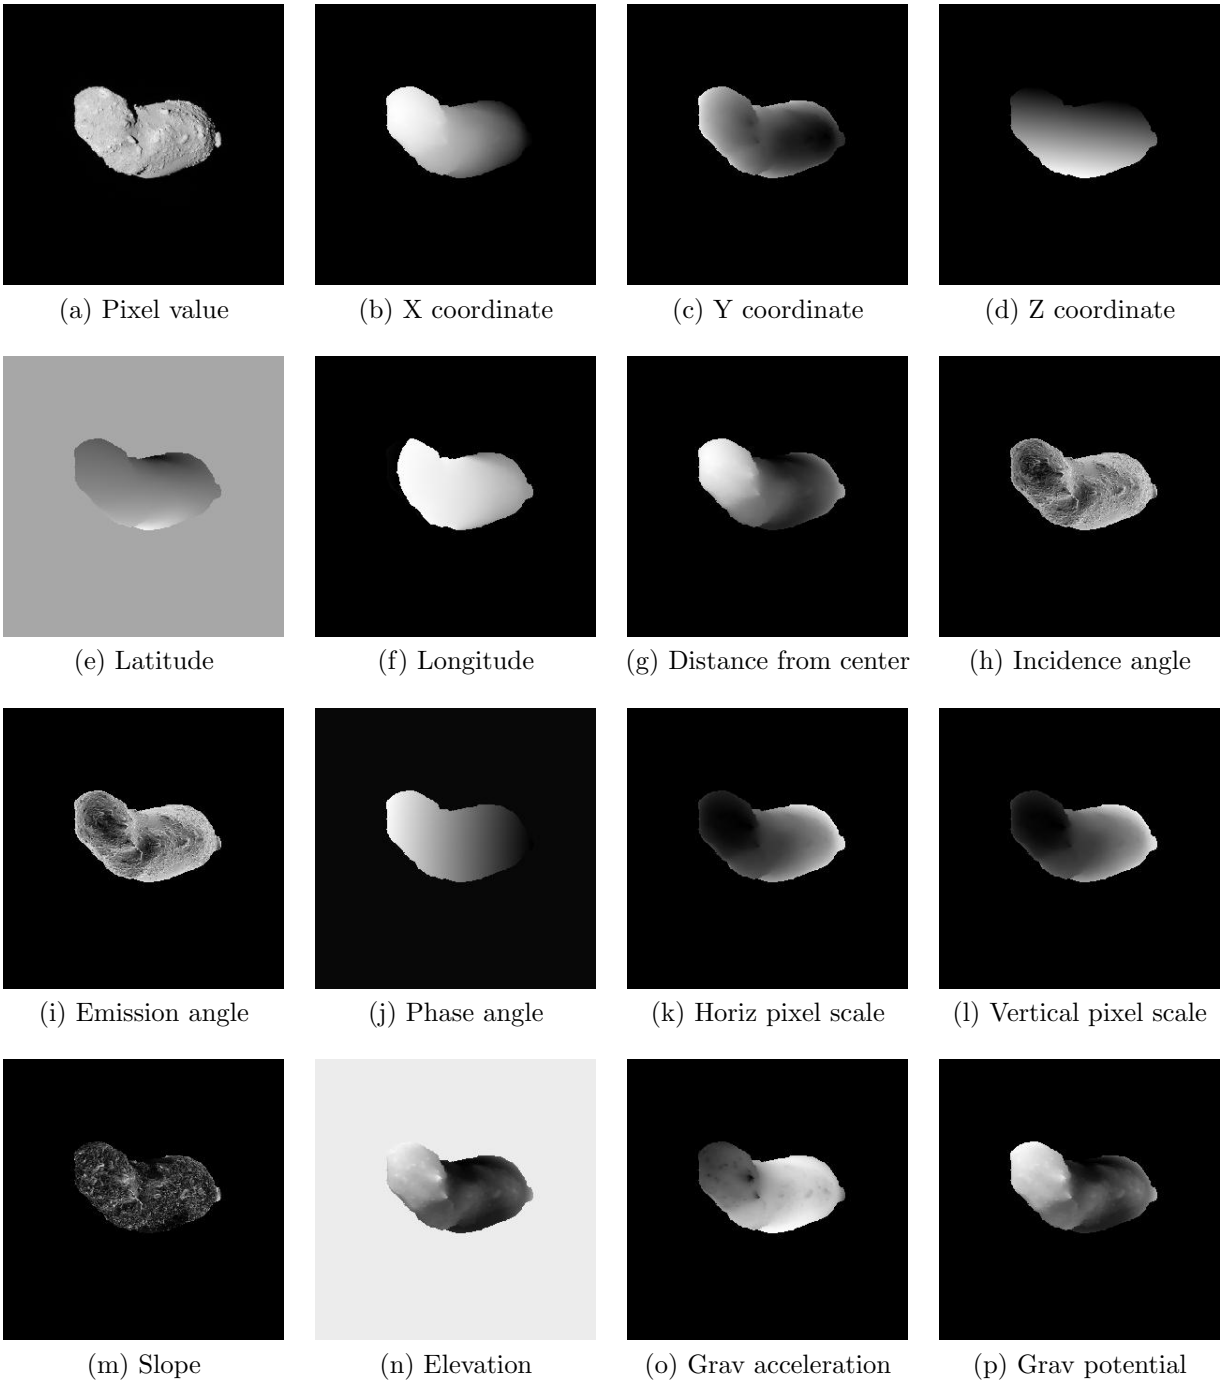 (a) Pixel value
(b) X coordinate
(c) Y coordinate
(d) Z coordinate
(e) Latitude
(f) Longitude
(g) Distance from center
(h) Incidence angle
(i) Emission angle
(j) Phase angle
(k) Horiz pixel scale
(l) Vertical pixel scale
(m) Slope
(n) Elevation
(o) Grav acceleration
(p) Grav potential